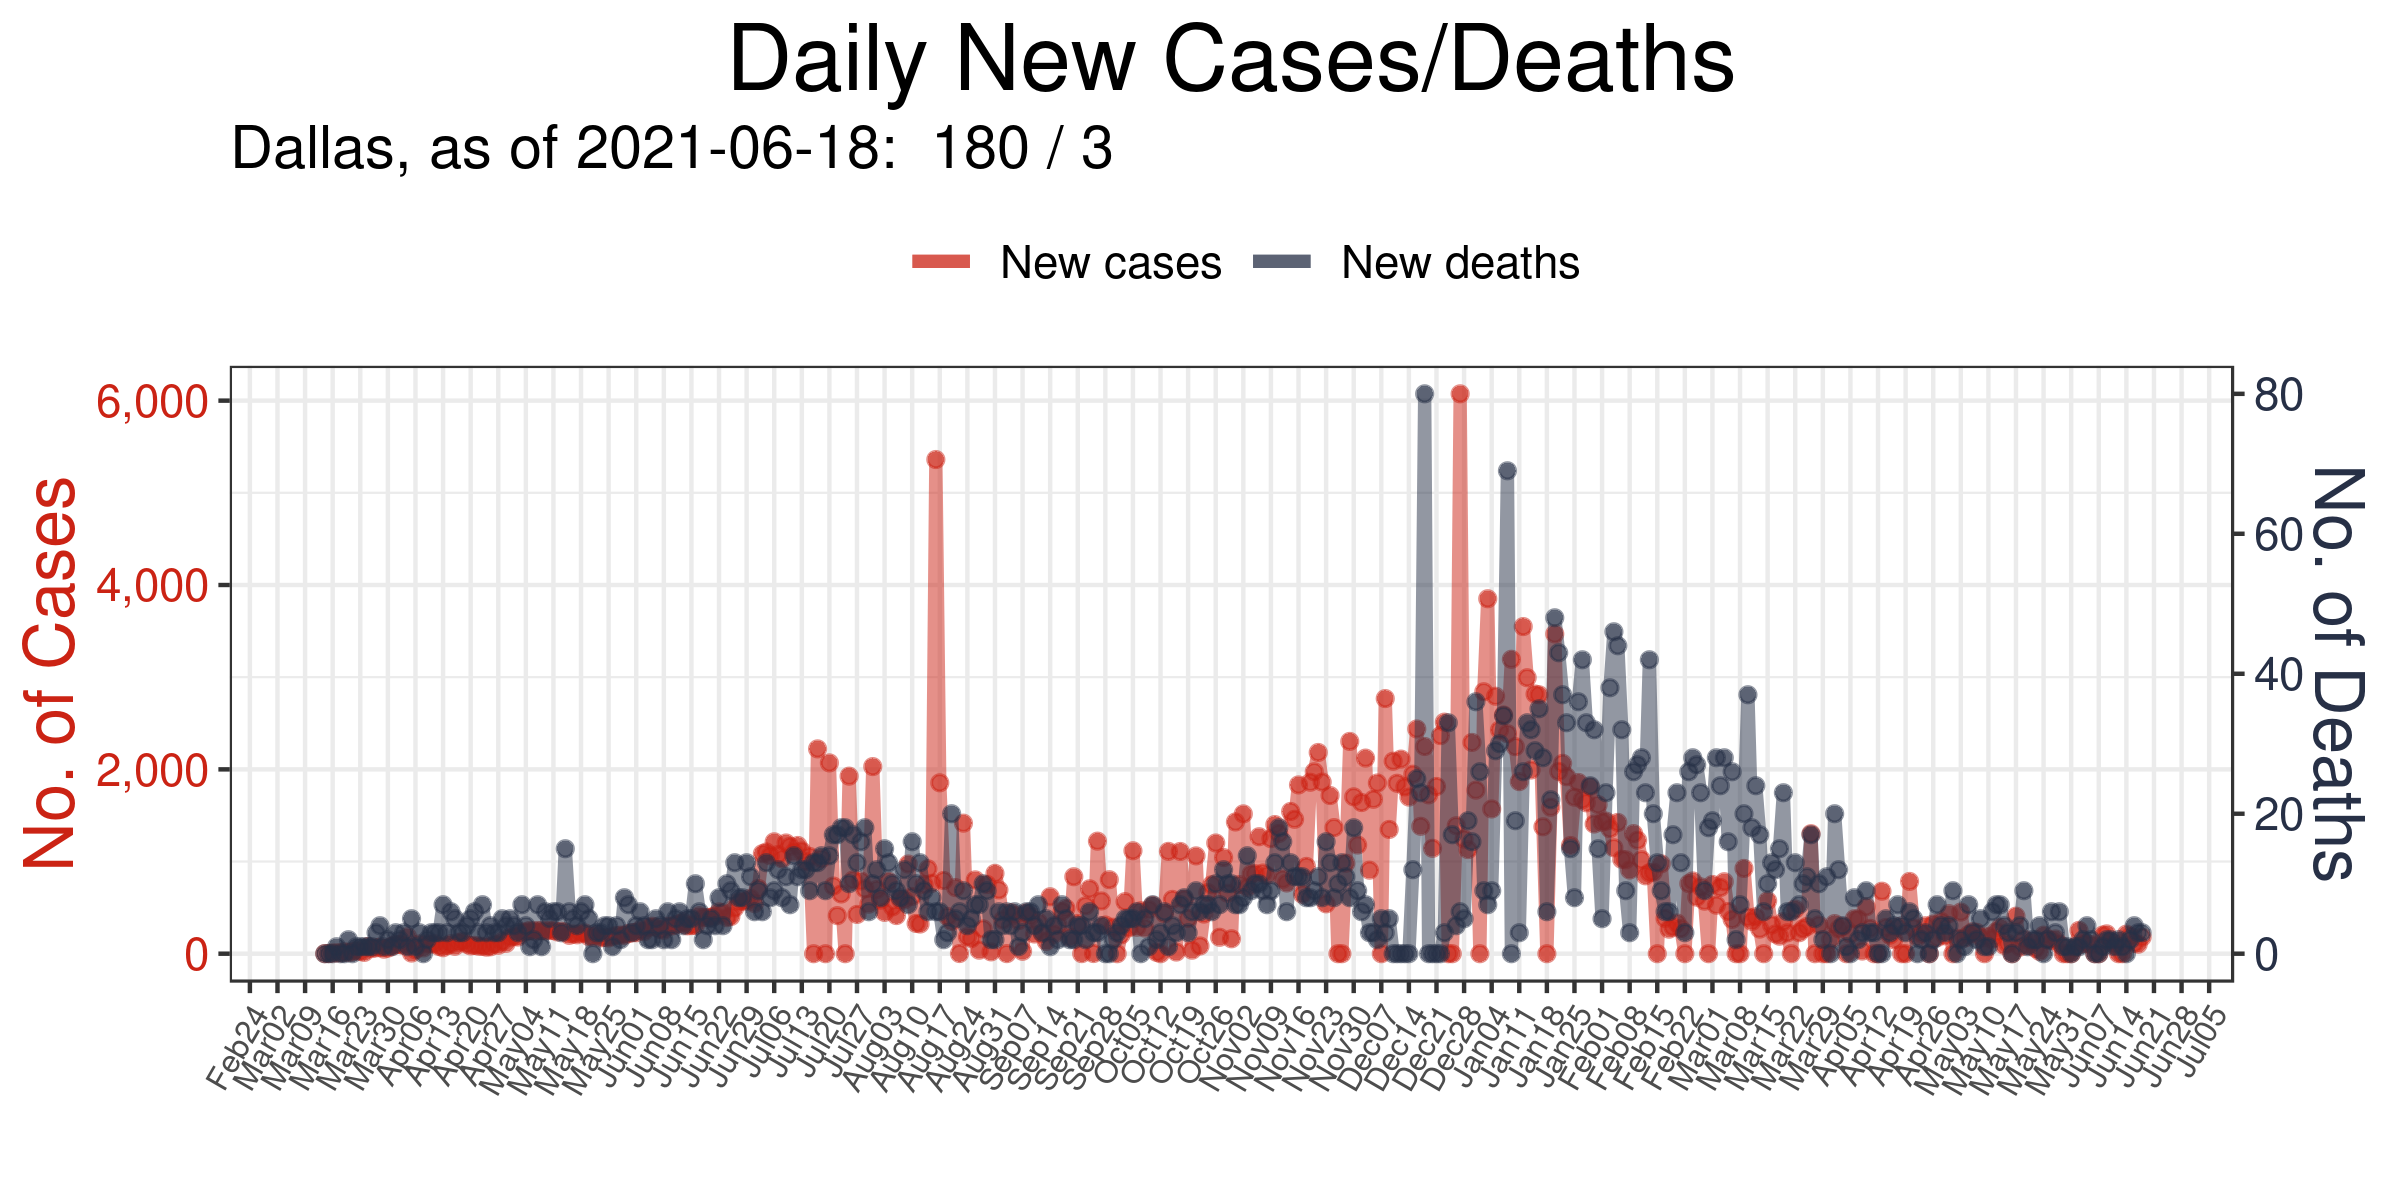 Daily New Cases/Deaths
Dallas, as of 2021-06-18:  180 / 3
New cases
New deaths
No. of Cases
6,000
4,000
2,000
0
80
60
40
20
0
No. of Deaths
Feb24
Mar02
Mar09
Mar16
Mar23
Mar30
Apr06
Apr13
Apr20
Apr27
May04
May11
May18
May25
Jun01
Jun08
Jun15
Jun22
Jun29
Jul06
Jul13
Jul20
Jul27
Aug03
Aug10
Aug17
Aug24
Aug31
Sep07
Sep14
Sep21
Sep28
Oct05
Oct12
Oct19
Oct26
Nov02
Nov09
Nov16
Nov23
Nov30
Dec07
Dec14
Dec21
Dec28
Jan04
Jan11
Jan18
Jan25
Feb01
Feb08
Feb15
Feb22
Mar01
Mar08
Mar15
Mar22
Mar29
Apr05
Apr12
Apr19
Apr26
May03
May10
May17
May24
May31
Jun07
Jun14
Jun21
Jun28
Jul05